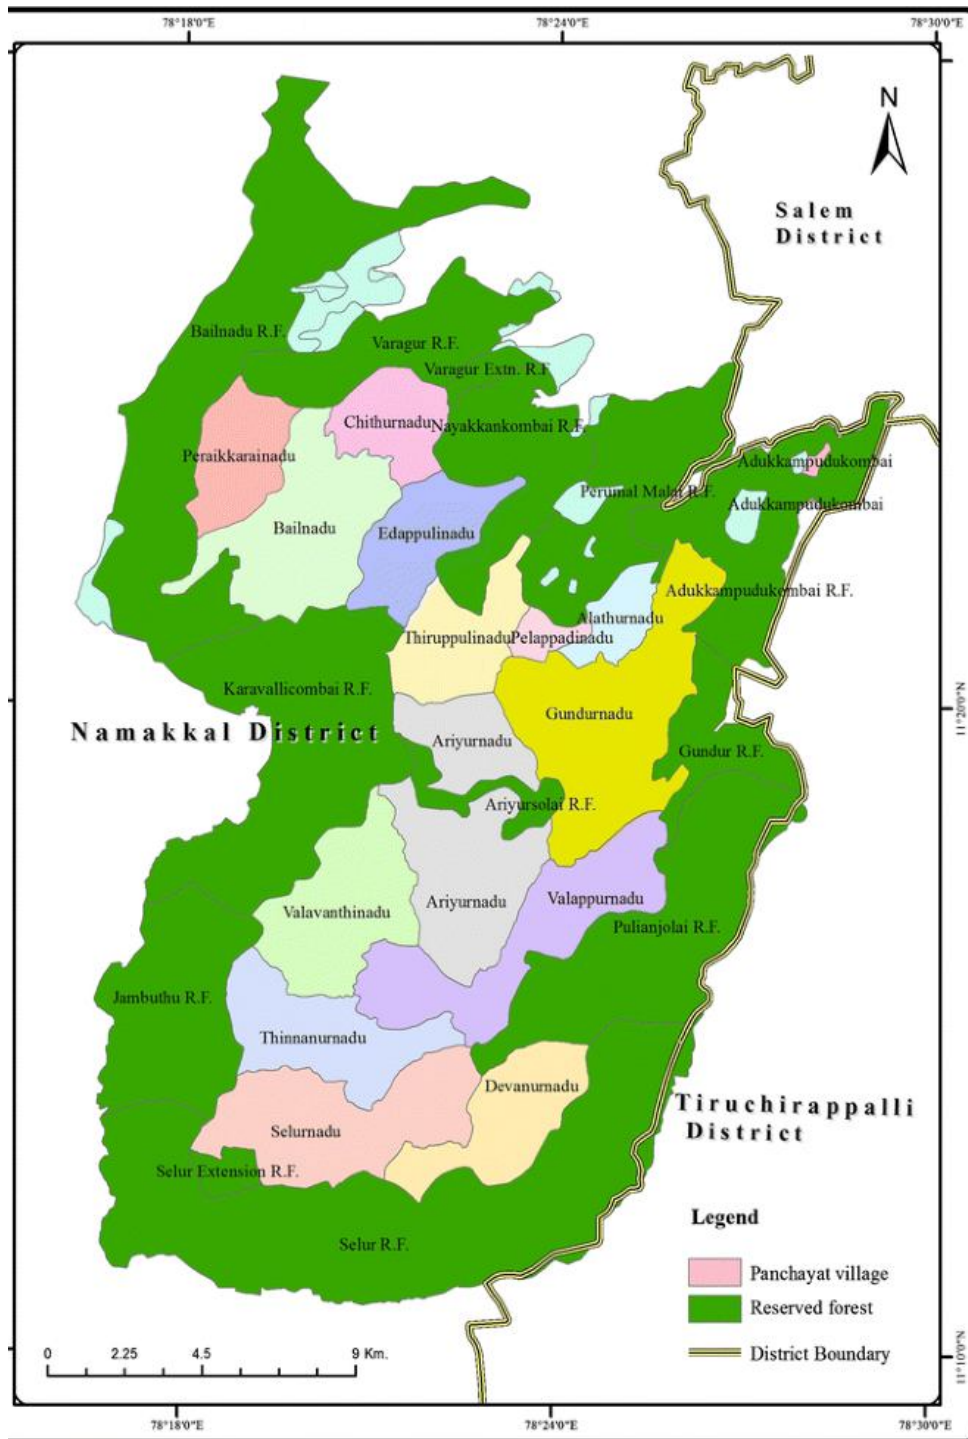 78°18'0"E
78°24'0"E
78°30'0"E
N
Salem
District
Bailnadu R.F.
Varagur R.F.
Varagur Extn. R.F
Chithurnadu
Nayakkankombai R.F.
Peraikkarainadu
Adukkampudukombai
Perumal Malai R.F.
Adukkampudukombai
Bailnadu
Edappulinadu
Adukkampudukombai R.F.
Alathurnadu
Thiruppulinadu
Pelappadinadu
Karavallicombai R.F.
11°20'0"N
Gundurnadu
Namakkal District
Ariyurnadu
Gundur R.F.
Ariyursolai R.F.
Valavanthinadu
Ariyurnadu
Valappurnadu
Pulianjolai R.F.
Jambuthu R.F.
Thinnanurnadu
Devanurnadu
Tiruchirappalli
District
Selurnadu
Selur Extension R.F.
Selur R.F.
Legend
Panchayat village
Reserved forest
District Boundary
0 2.25 4.5 9 Km.
11°10'0"N
78°18'0"E
78°24'0"E
78°30'0"E